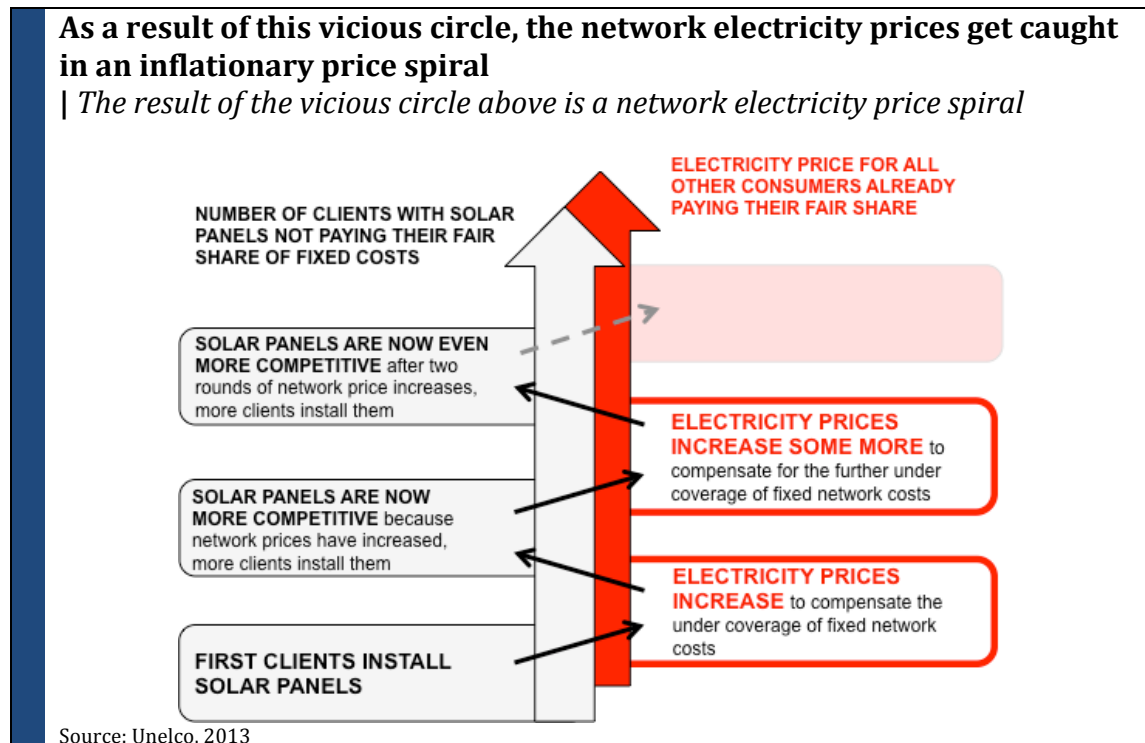 As a result of this vicious circle, the network electricity prices get caught
in an inflationary price spiral
| The result of the vicious circle above is a network electricity price spiral
ELECTRICITY PRICE FOR ALL
OTHER CONSUMERS ALREADY
PAYING THEIR FAIR SHARE
NUMBER OF CLIENTS WITH SOLAR
PANELS NOT PAYING THEIR FAIR
SHARE OF FIXED COSTS
SOLAR PANELS ARE NOW EVEN
MORE COMPETITIVE after two
rounds of network price increases,
more clients install them
ELECTRICITY PRICES
INCREASE SOME MORE to
compensate for the further under
coverage of fixed network costs
SOLAR PANELS ARE NOW
MORE COMPETITIVE because
network prices have increased,
more clients install them
ELECTRICITY PRICES
INCREASE to compensate the
under coverage of fixed network
costs
FIRST CLIENTS INSTALL
SOLAR PANELS
Source: Unelco. 2013